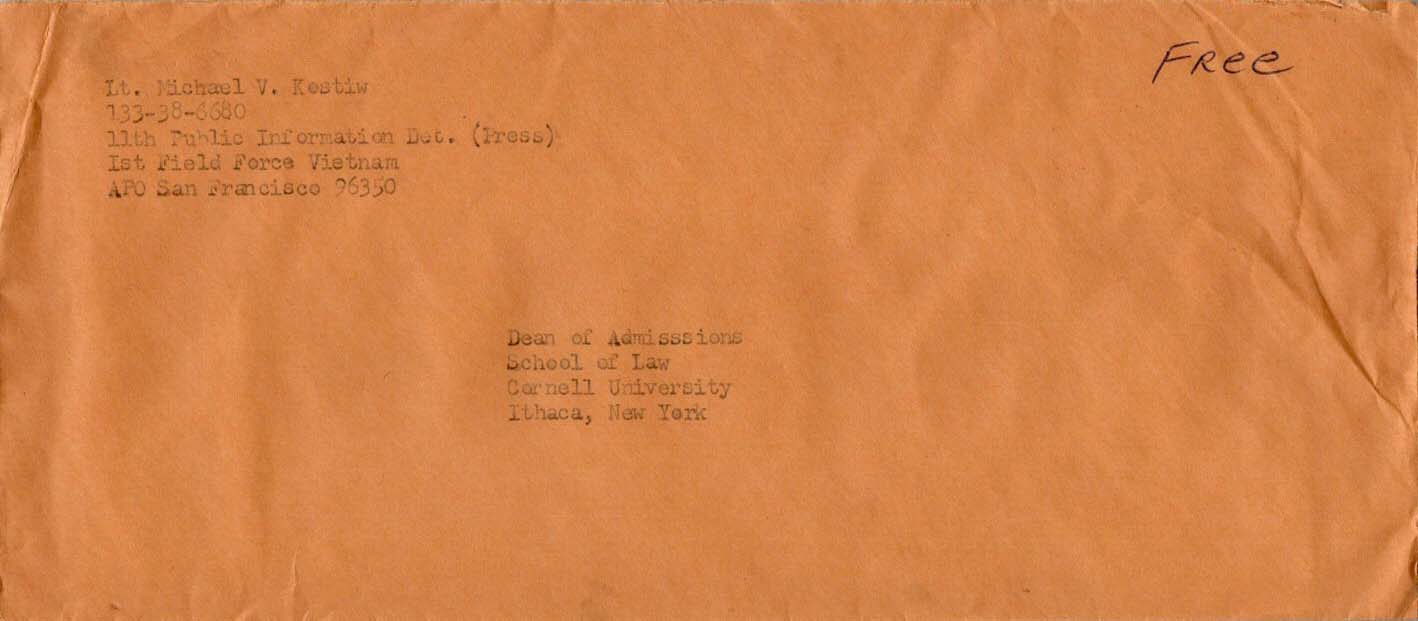 Lt. Michael V. Kostiw
133-38-6680
11th Public Information Det. (Press)
Ist Field Force Vietnam
APO San Francisco 96350
FRee
Dean of Admisssions
School of Law
Cornell University
Ithaca, New York